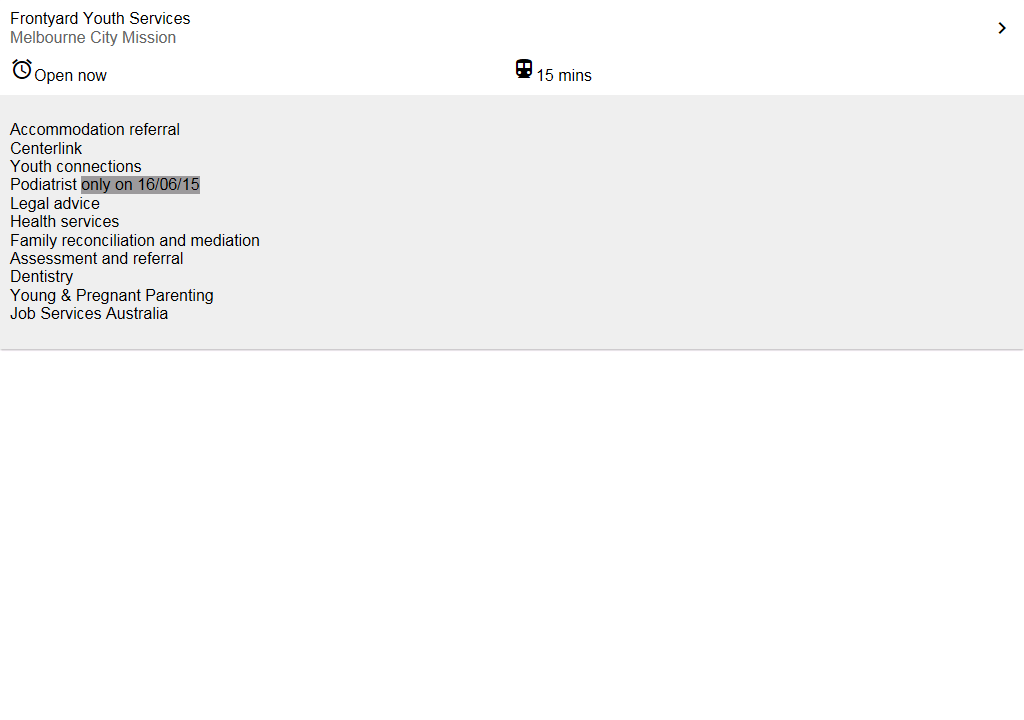 Frontyard Youth Services
Melbourne City Mission
Open now
15 mins
Accommodation referral
Centerlink
Youth connections
Podiatrist only on 16/06/15
Legal advice
Health services
Family reconciliation and mediation
Assessment and referral
Dentistry
Young & Pregnant Parenting
Job Services Australia